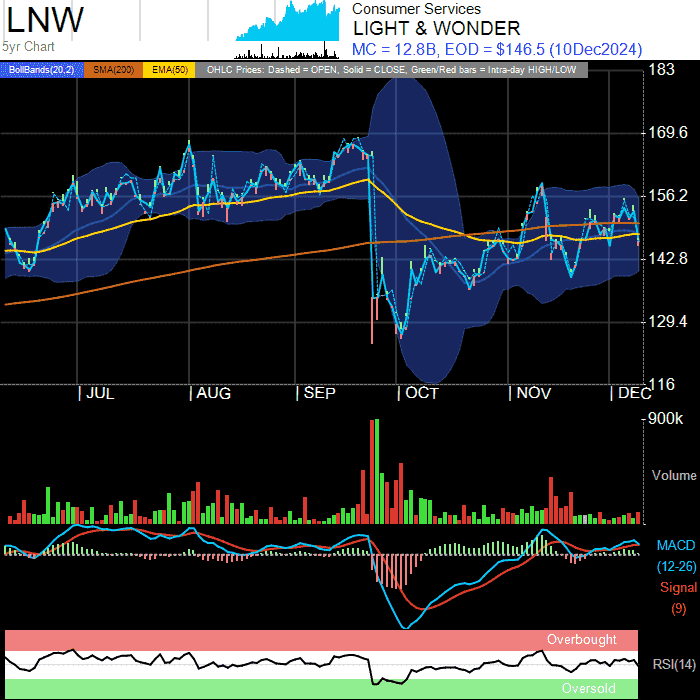 LNW
5yr Chart
Consumer Services
LIGHT & WONDER
MC = 12.8B, EOD = $146.5 (10Dec2024)
BollBands(20,2) SMA(200) EMA(50) OHLC Prices: Dashed = OPEN, Solid = CLOSE, Green/Red bars = Intra-day HIGH/LOW
183
169.6
156.2
142.8
129.4
116
JUL AUG SEP OCT NOV DEC
900k
Volume
MACD
(12-26)
Signal
(9)
Overbought
RSI(14)
Oversold